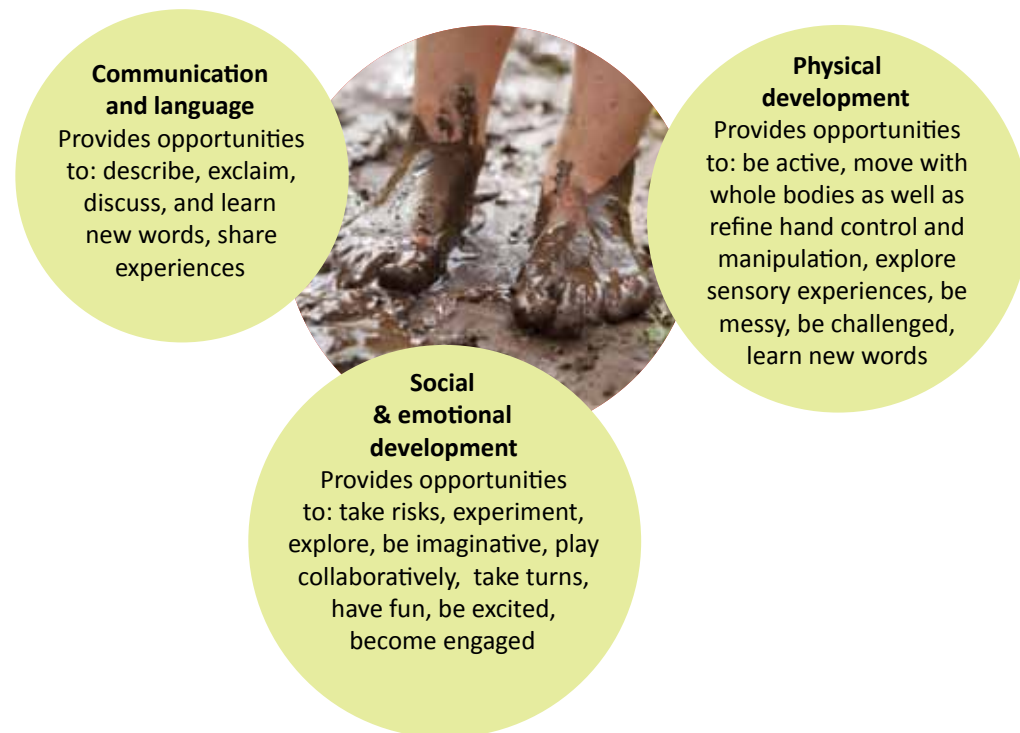 Communication
and language
Provides opportunities
to: describe, exclaim,
discuss, and learn
new words, share
experiences
Physical
development
Provides opportunities
to: be active, move with
whole bodies as well as
refine hand control and
manipulation, explore
sensory experiences, be
messy, be challenged,
learn new words
Social
& emotional
development
Provides opportunities
to: take risks, experiment,
explore, be imaginative, play
collaboratively,  take turns,
have fun, be excited,
become engaged